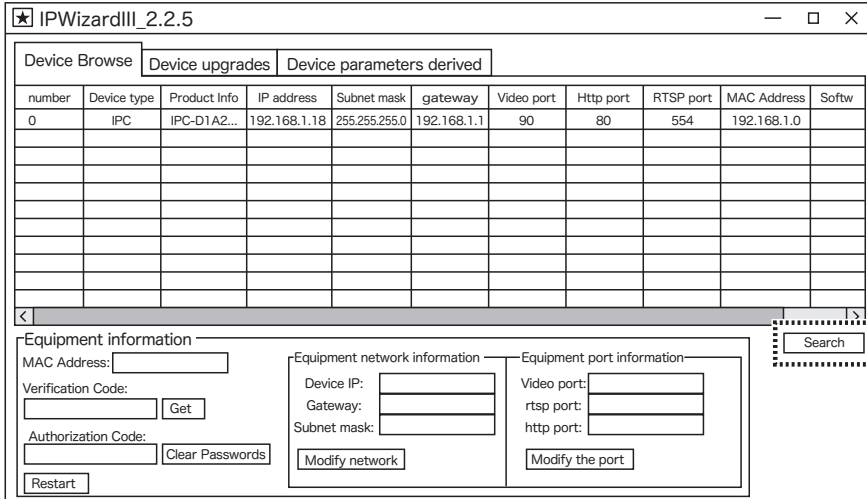 IPWizardIII_2.2.5
Device Browse Device upgrades Device parameters derived
number Device type Product Info IP address Subnet mask gateway Video port Http port RTSP port MAC Address Softw
0 IPC IPC-D1A2... 192.168.1.18 255.255.255.0 192.168.1.1 90 80 554 192.168.1.0
Search
Equipment information
MAC Address:
Verification Code:
Get
Authorization Code:
Clear Passwords
Restart
Equipment network information
Device IP:
Gateway:
Subnet mask:
Modify network
Equipment port information
Video port:
rtsp port:
http port:
Modify the port